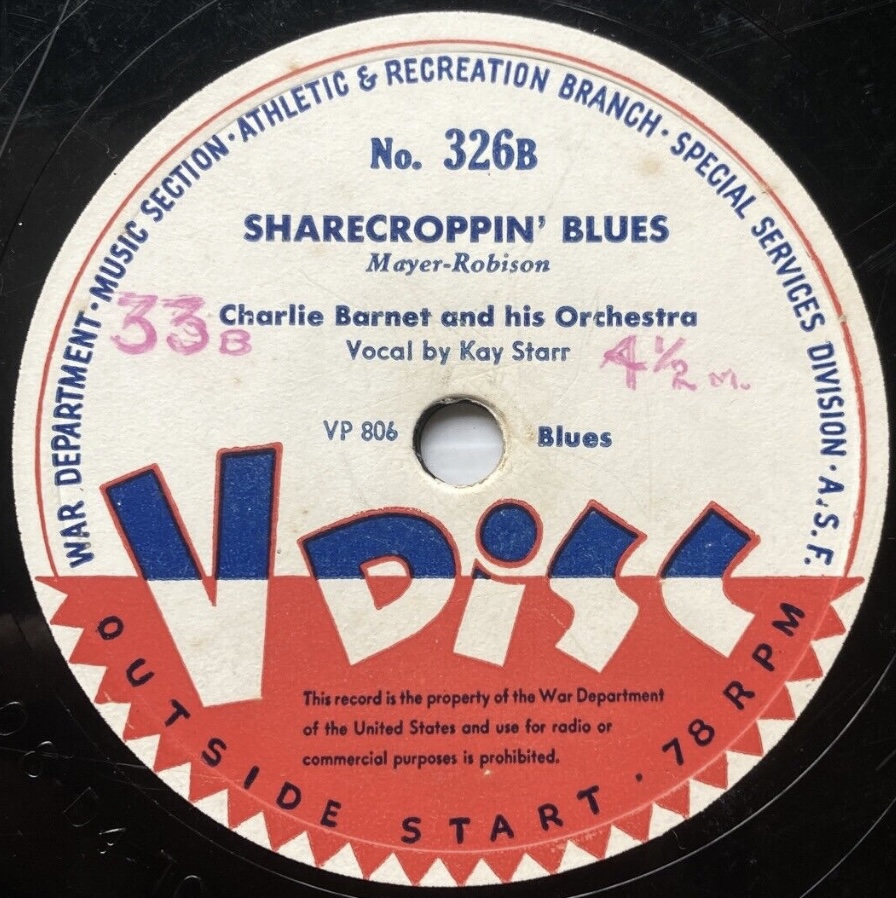 WAR DEPARTMENT · MUSIC SECTION · ATHLETIC & RECREATION BRANCH · SPECIAL SERVICES DIVISION · A.S.F.
No. 326B
SHARECROPPIN' BLUES
Mayer-Robison
33B
Charlie Barnet and his Orchestra
Vocal by Kay Starr
4 1/2 M.
VP 806
Blues
V DiSC
This record is the property of the War Department
of the United States and use for radio or
commercial purposes is prohibited.
OUTSIDE START · 78 RPM